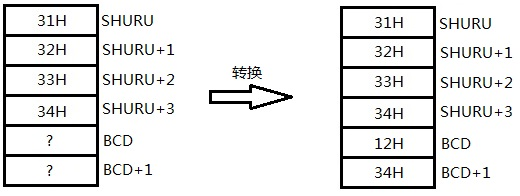 31H SHURU
32H SHURU+1
33H SHURU+2
34H SHURU+3
? BCD
? BCD+1
转换
31H SHURU
32H SHURU+1
33H SHURU+2
34H SHURU+3
12H BCD
34H BCD+1